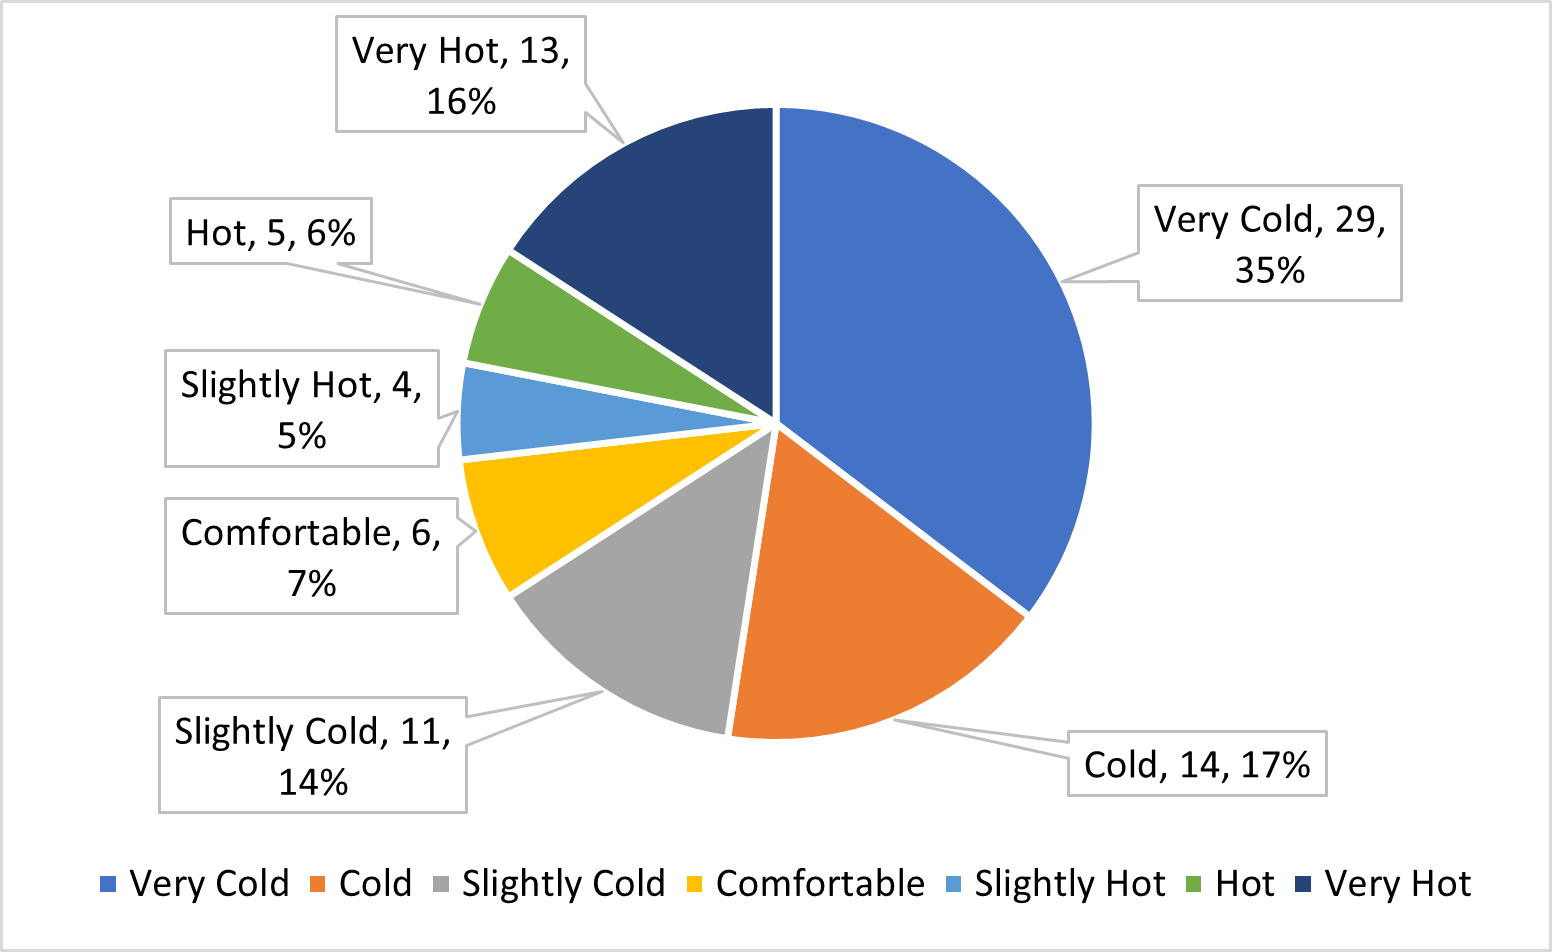 Very Hot, 13,
16%
Very Cold, 29,
35%
Hot, 5, 6%
Slightly Hot, 4,
5%
Comfortable, 6,
7%
Slightly Cold, 11,
14%
Cold, 14, 17%
Very Cold Cold Slightly Cold Comfortable Slightly Hot Hot Very Hot